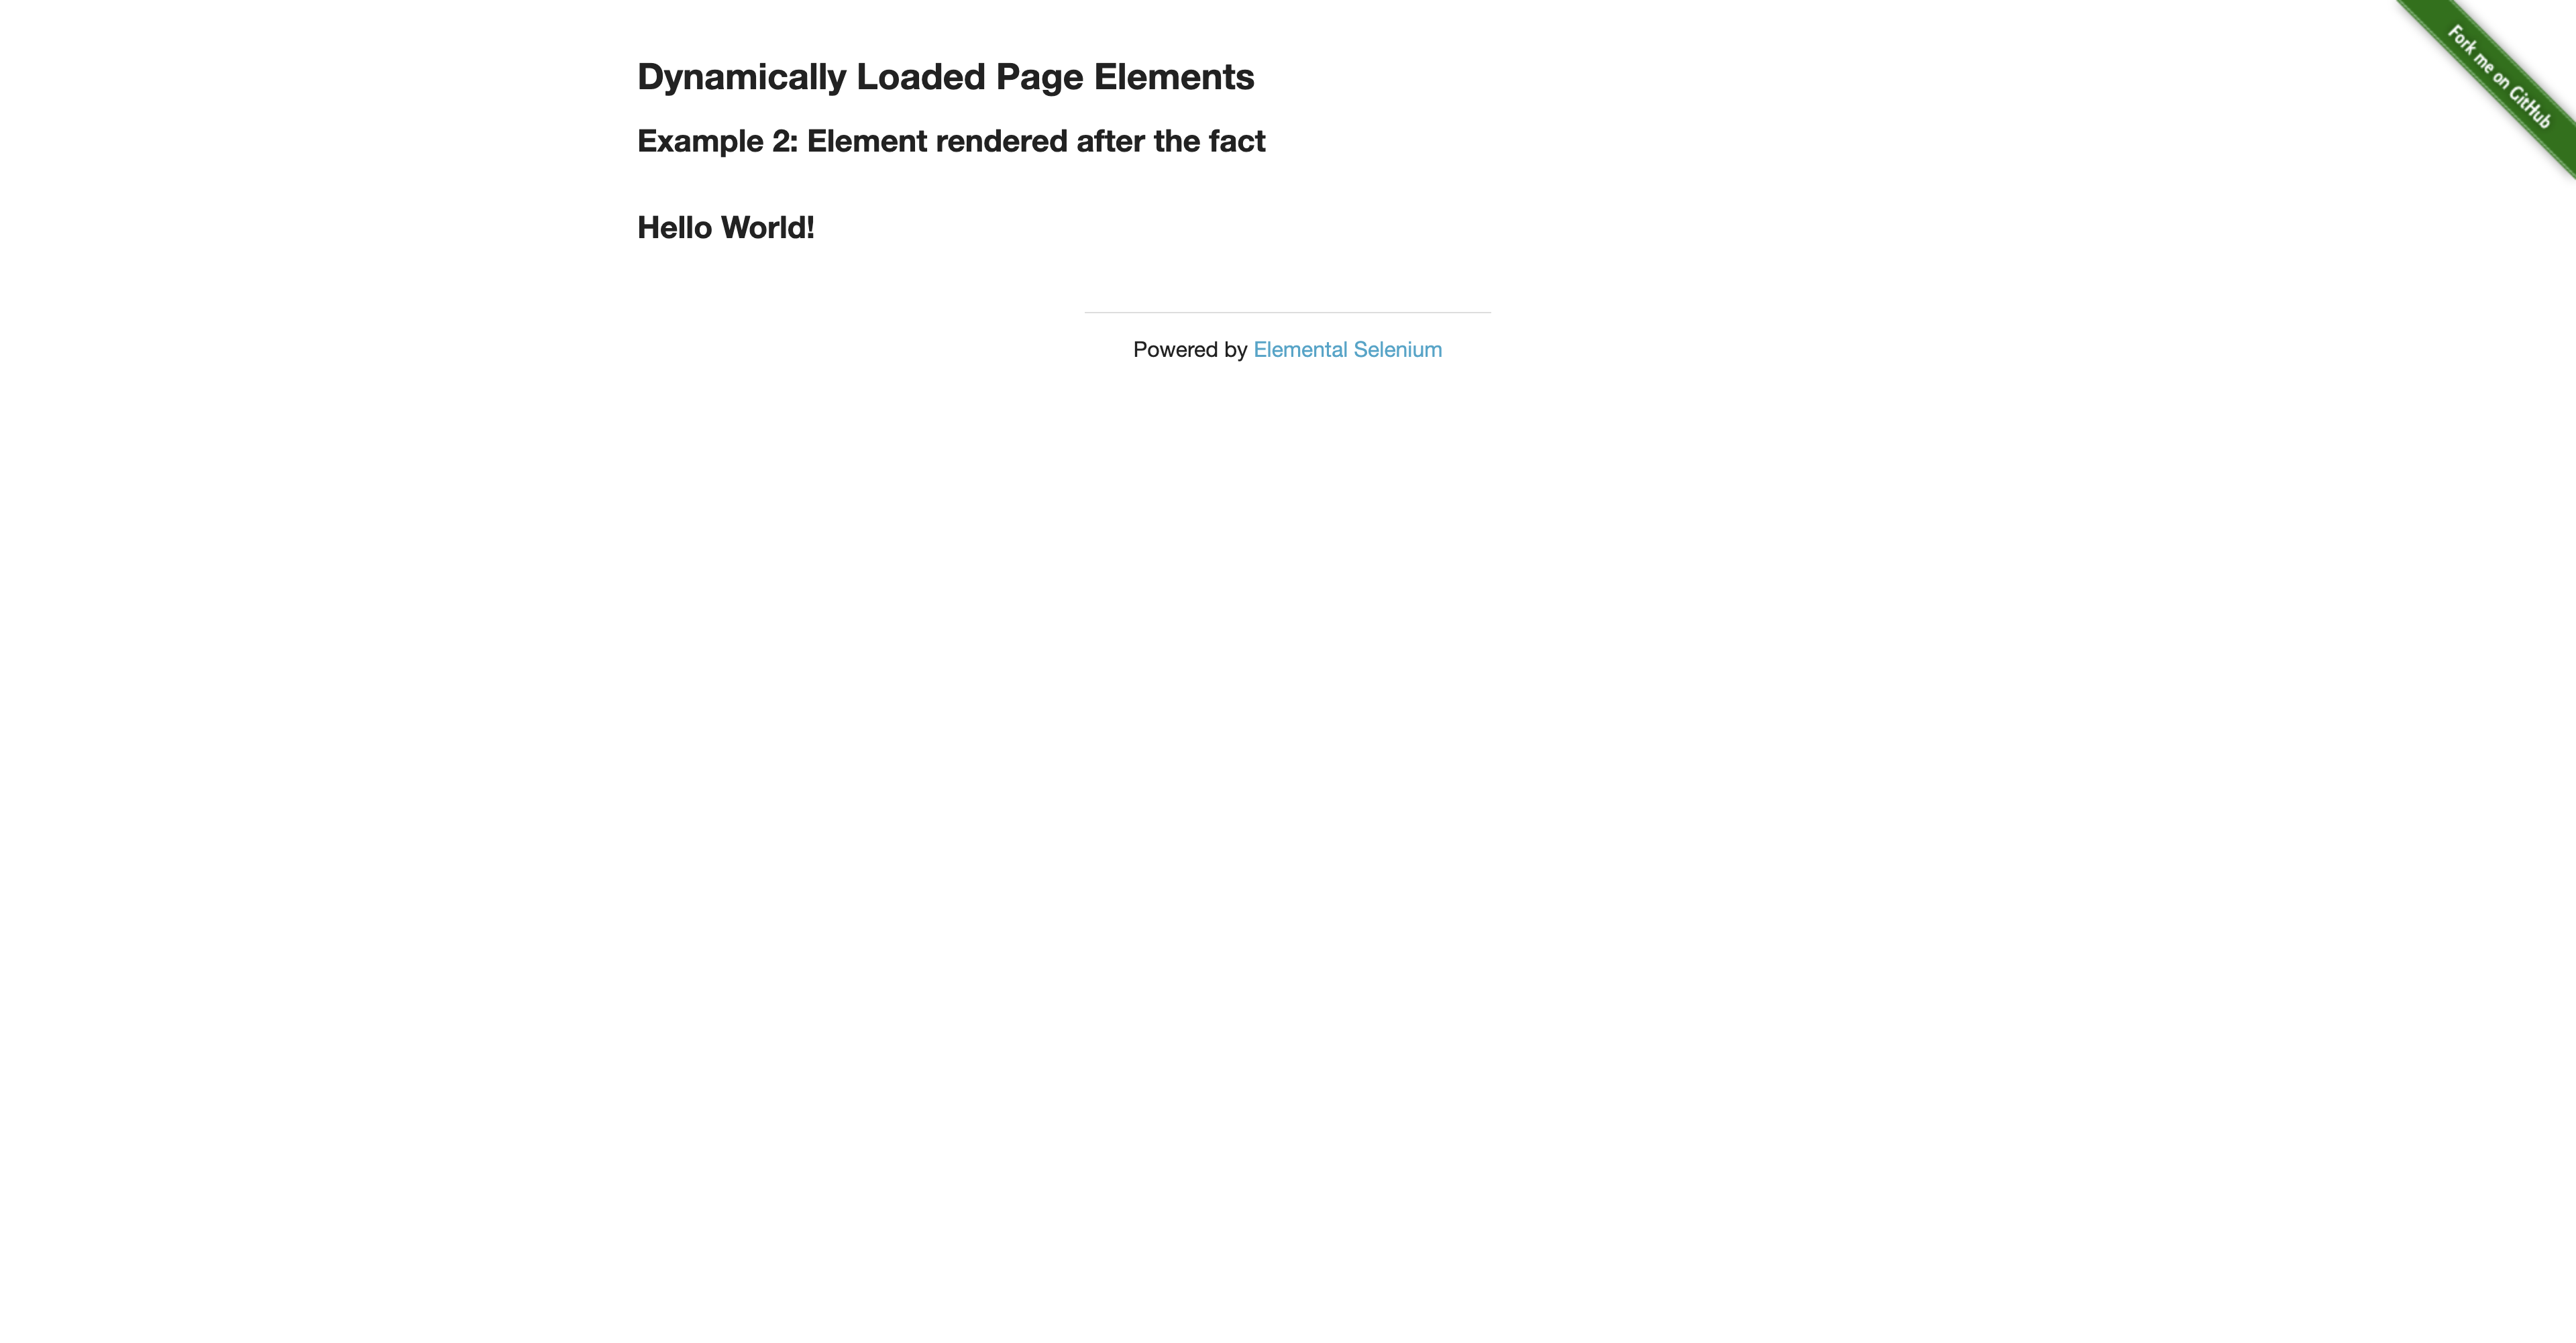 Dynamically Loaded Page Elements
Example 2: Element rendered after the fact
Hello World!
Powered by Elemental Selenium
Fork me on GitHub